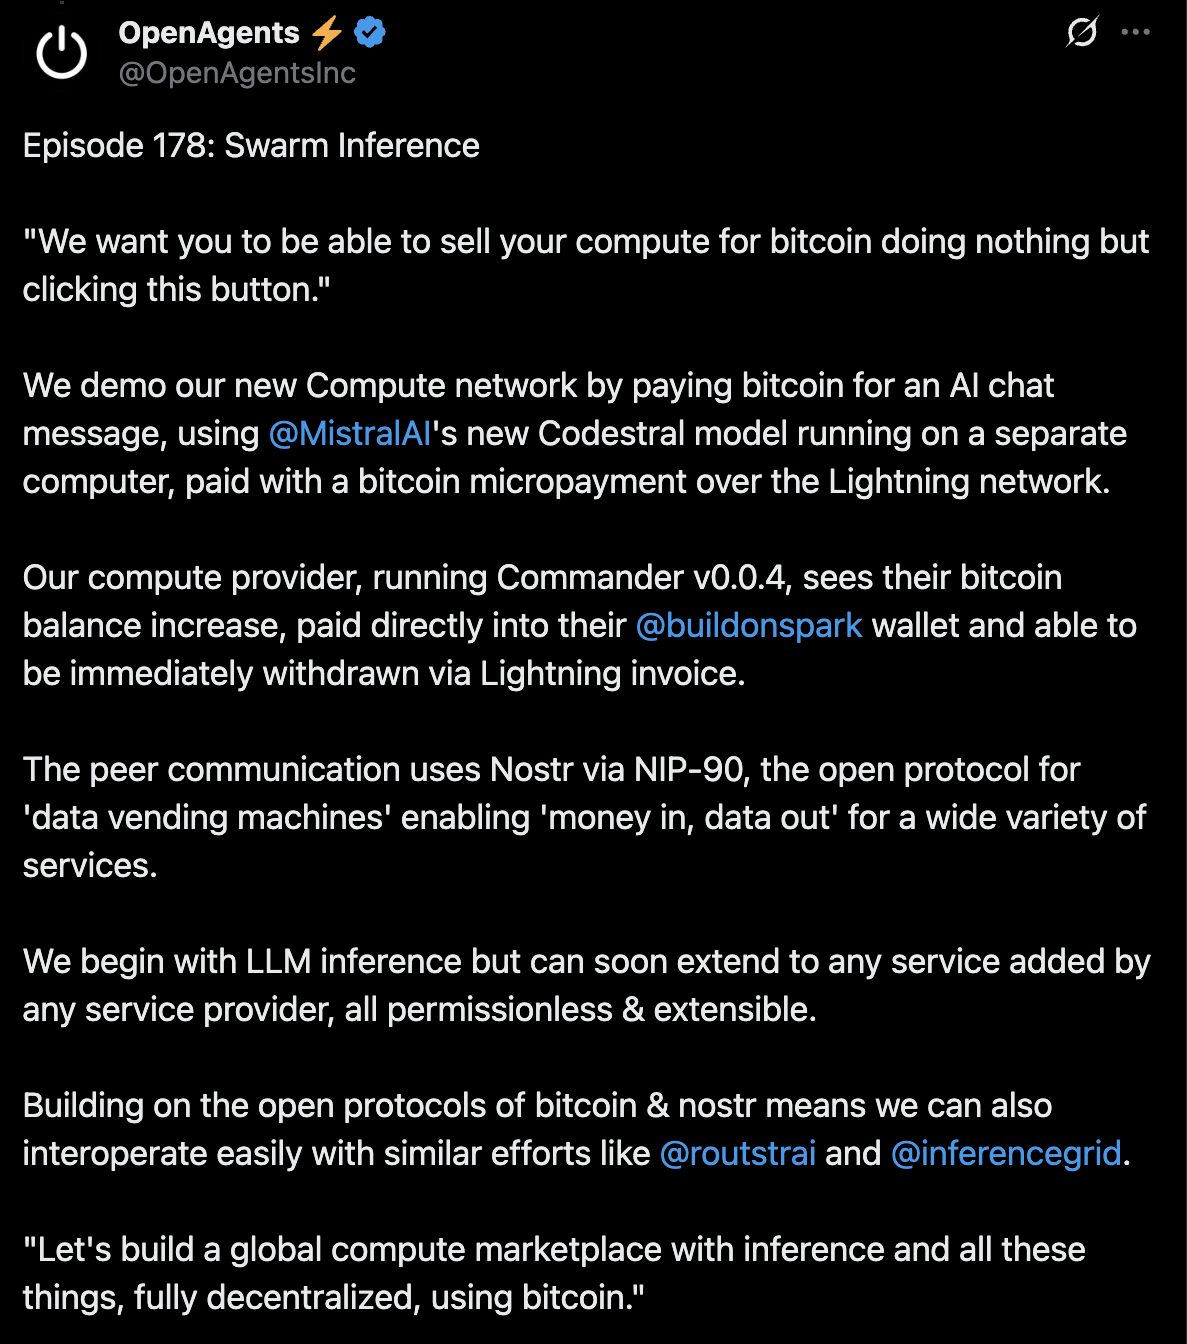 OpenAgents ⚡
@OpenAgentsInc
Episode 178: Swarm Inference
"We want you to be able to sell your compute for bitcoin doing nothing but
clicking this button."
We demo our new Compute network by paying bitcoin for an AI chat
message, using @MistralAI's new Codestral model running on a separate
computer, paid with a bitcoin micropayment over the Lightning network.
Our compute provider, running Commander v0.0.4, sees their bitcoin
balance increase, paid directly into their @buildonspark wallet and able to
be immediately withdrawn via Lightning invoice.
The peer communication uses Nostr via NIP-90, the open protocol for
'data vending machines' enabling 'money in, data out' for a wide variety of
services.
We begin with LLM inference but can soon extend to any service added by
any service provider, all permissionless & extensible.
Building on the open protocols of bitcoin & nostr means we can also
interoperate easily with similar efforts like @routstrai and @inferencegrid.
"Let's build a global compute marketplace with inference and all these
things, fully decentralized, using bitcoin."